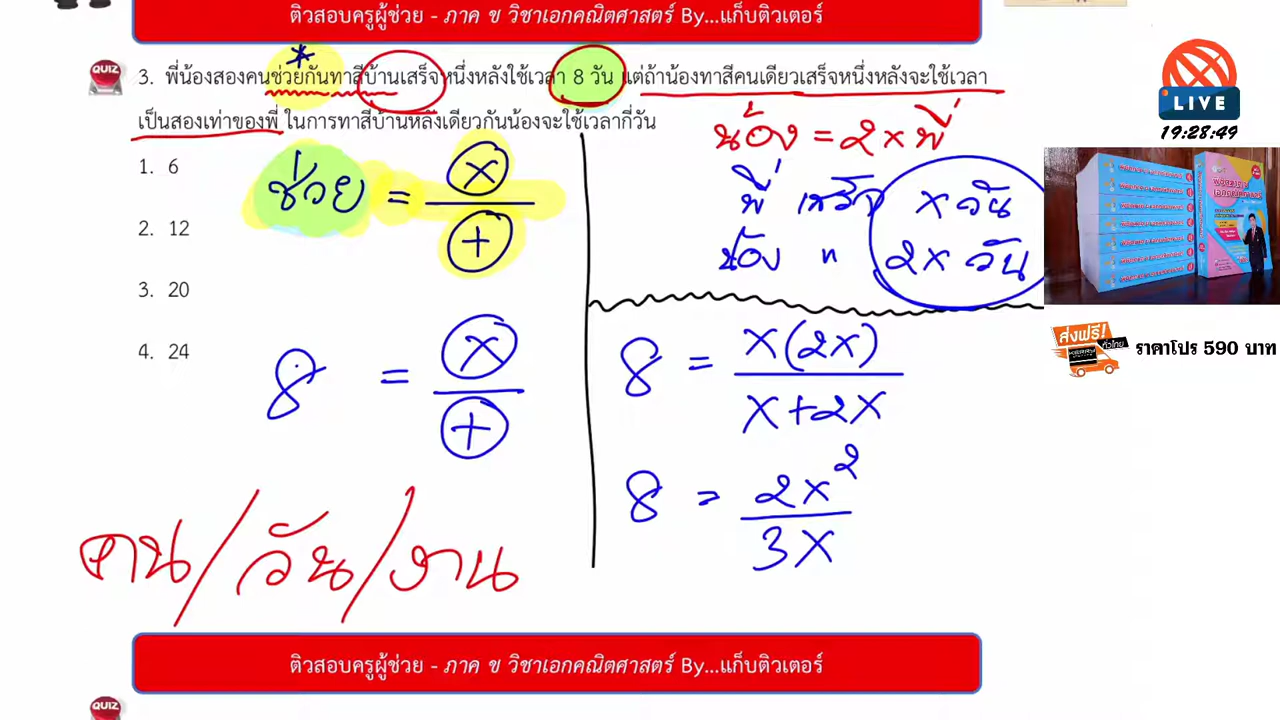 ติวสอบครูผู้ช่วย - ภาค ข วิชาเอกคณิตศาสตร์ By...แก็บติวเตอร์
QUIZ
3. พี่น้องสองคนช่วยกันทาสีบ้านเสร็จหนึ่งหลังใช้เวลา 8 วัน แต่ถ้าน้องทาสีคนเดียวเสร็จหนึ่งหลังจะใช้เวลา
เป็นสองเท่าของพี่ ในการทาสีบ้านหลังเดียวกันน้องจะใช้เวลากี่วัน
1. 6
2. 12
3. 20
4. 24
ช่วย = x / +
8 = x / +
คน/วัน/งาน
น้อง = 2 x พี่
พี่ เสร็จ x วัน
น้อง " 2x วัน
8 = x(2x) / x+2x
8 = 2x² / 3x
LIVE
19:28:49
ส่งฟรี!
ทั่วไทย
KERRY
ราคาโปร 590 บาท
ติวสอบครูผู้ช่วย - ภาค ข วิชาเอกคณิตศาสตร์ By...แก็บติวเตอร์
QUIZ